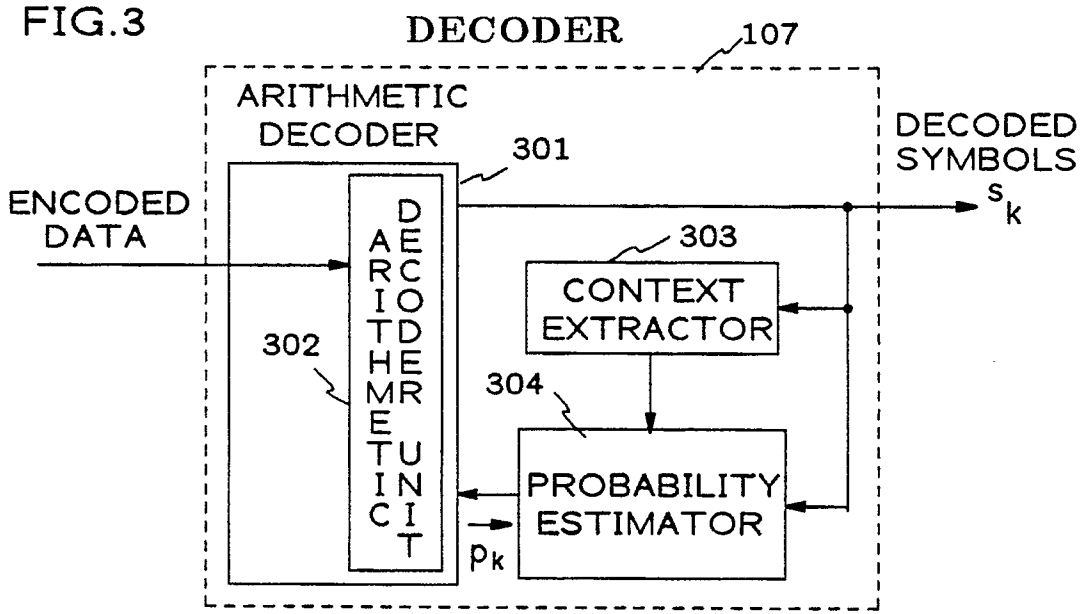 FIG.3
DECODER
107
ARITHMETIC
DECODER
301
DECODED
SYMBOLS
s_k
ENCODED
DATA
ARITHMETIC
DECODER UNIT
302
303
CONTEXT
EXTRACTOR
304
PROBABILITY
ESTIMATOR
p_k